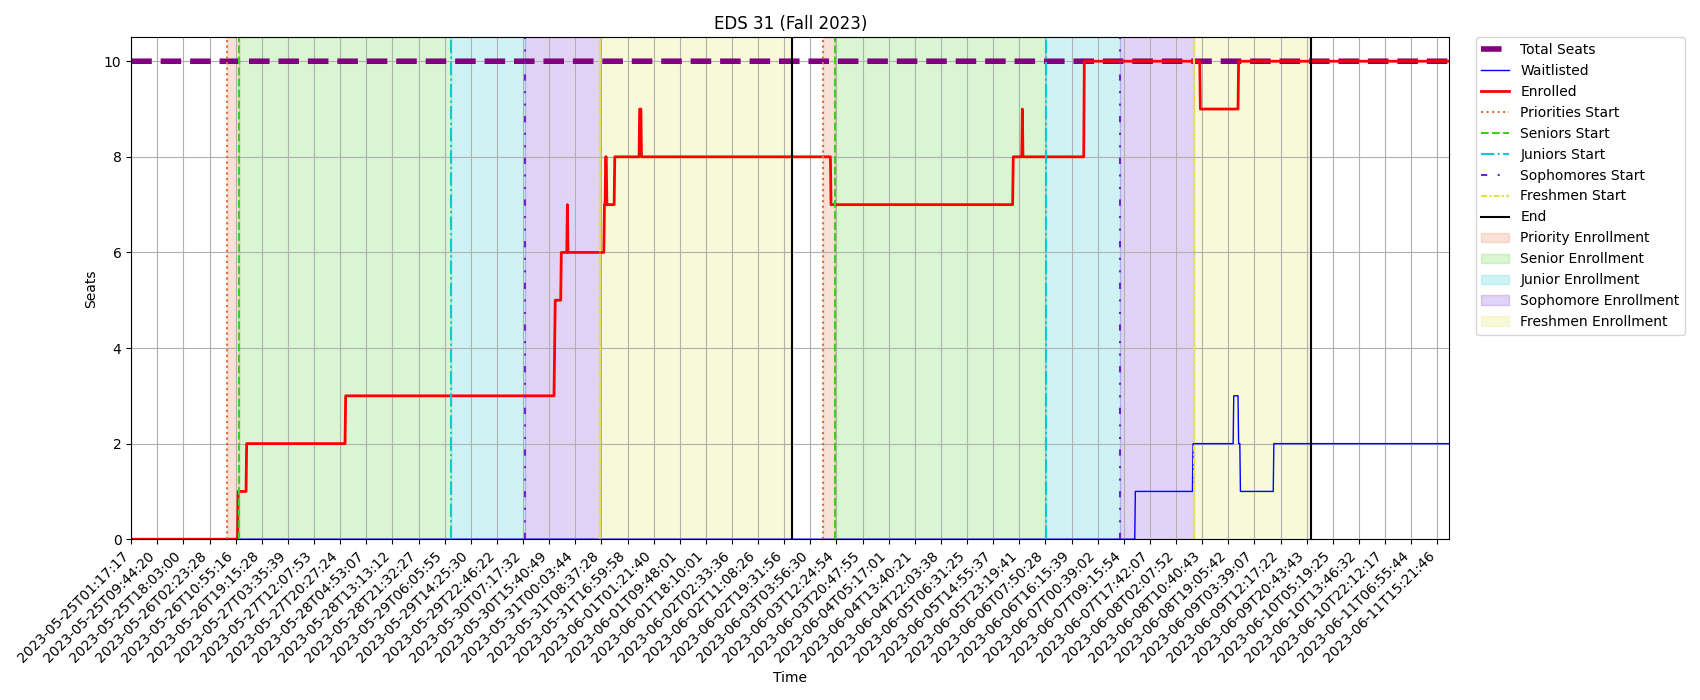 EDS 31 (Fall 2023)
10
8
6
4
2
0
Seats
2023-05-25T01:17:17
2023-05-25T09:44:20
2023-05-25T18:03:00
2023-05-26T02:23:28
2023-05-26T10:55:16
2023-05-26T19:15:28
2023-05-27T03:35:39
2023-05-27T12:07:53
2023-05-27T20:27:24
2023-05-28T04:53:07
2023-05-28T13:13:12
2023-05-28T21:32:27
2023-05-29T06:05:55
2023-05-29T14:25:30
2023-05-29T22:46:22
2023-05-30T07:17:32
2023-05-30T15:40:49
2023-05-31T00:03:44
2023-05-31T08:37:28
2023-05-31T16:59:58
2023-06-01T01:21:40
2023-06-01T09:48:01
2023-06-01T18:10:01
2023-06-02T02:33:36
2023-06-02T11:08:26
2023-06-02T19:31:56
2023-06-03T03:56:30
2023-06-03T12:24:54
2023-06-03T20:47:55
2023-06-04T05:17:01
2023-06-04T13:40:21
2023-06-04T22:03:38
2023-06-05T06:31:25
2023-06-05T14:55:37
2023-06-05T23:19:41
2023-06-06T07:50:28
2023-06-06T16:15:39
2023-06-07T00:39:02
2023-06-07T09:15:54
2023-06-07T17:42:07
2023-06-08T02:07:52
2023-06-08T10:40:43
2023-06-08T19:05:42
2023-06-09T03:39:07
2023-06-09T12:17:22
2023-06-09T20:43:43
2023-06-10T05:19:25
2023-06-10T13:46:32
2023-06-10T22:12:17
2023-06-11T06:55:44
2023-06-11T15:21:46
Time
Total Seats
Waitlisted
Enrolled
Priorities Start
Seniors Start
Juniors Start
Sophomores Start
Freshmen Start
End
Priority Enrollment
Senior Enrollment
Junior Enrollment
Sophomore Enrollment
Freshmen Enrollment